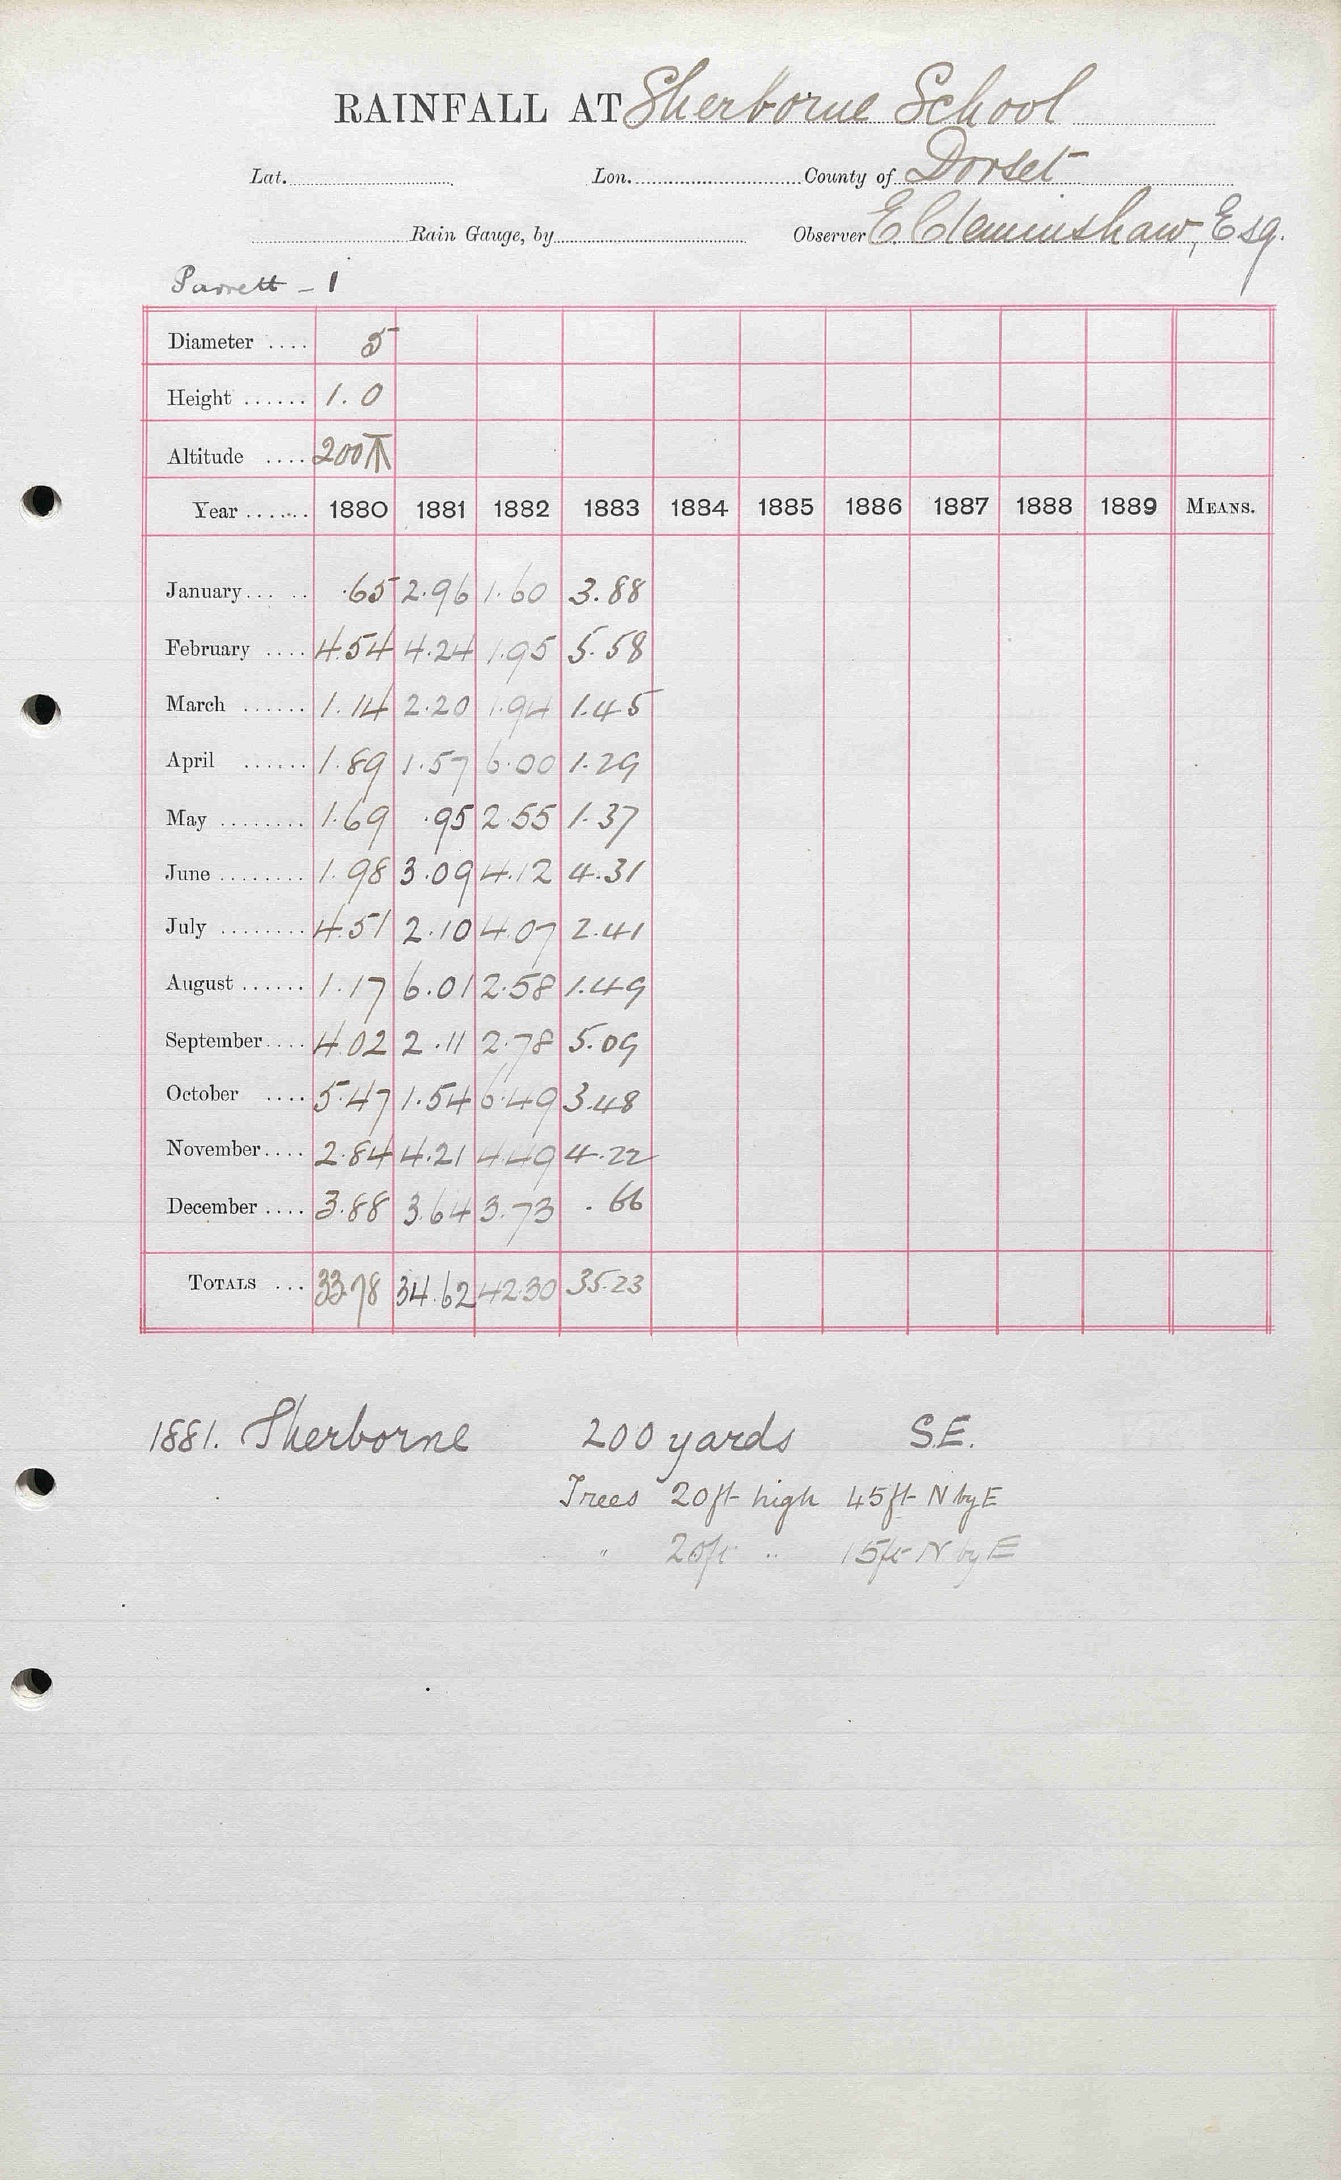 RAINFALL AT Sherborne School
Lat. Lon. County of Dorset
Rain Gauge, by Observer E. Cleminshaw, Esq.
Parrett - 1
Diameter .... 5
Height ...... 1.0
Altitude .... 200
Year ...... 1880 1881 1882 1883 1884 1885 1886 1887 1888 1889 MEANS.
January... .. .65 2.96 1.60 3.88
February .... 4.54 4.24 1.95 5.58
March ...... 1.14 2.20 1.94 1.45
April ...... 1.89 1.57 6.00 1.29
May ........ 1.69 .95 2.55 1.37
June ........ 1.98 3.09 4.12 4.31
July ........ 4.51 2.10 4.07 2.41
August ...... 1.17 6.01 2.58 1.49
September.... 4.02 2.11 2.78 5.09
October .... 5.47 1.54 6.49 3.48
November.... 2.84 4.21 4.49 4.22
December .... 3.88 3.64 3.73 .66
TOTALS ... 33.78 34.62 42.30 35.23
1881. Sherborne 200 yards S.E.
Trees 20ft high 45ft N by E
" 20ft " 15ft N by E